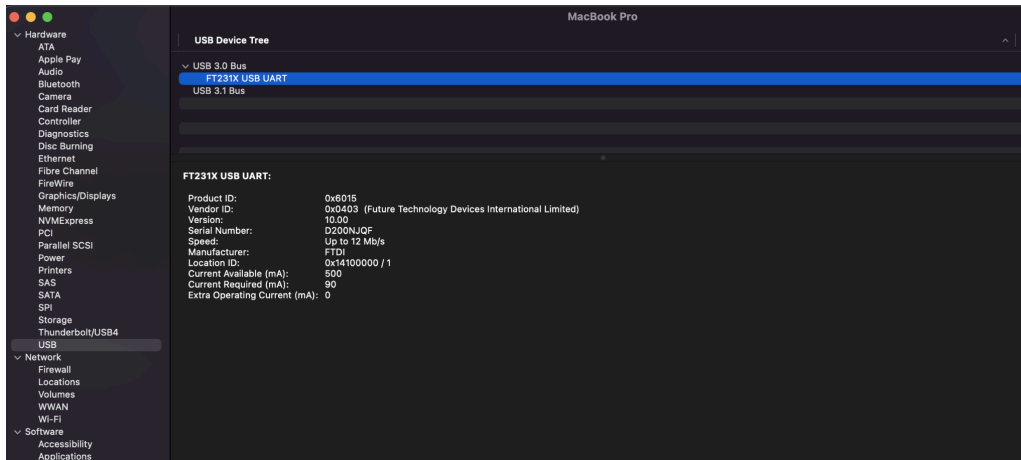 MacBook Pro
Hardware
ATA
Apple Pay
Audio
Bluetooth
Camera
Card Reader
Controller
Diagnostics
Disc Burning
Ethernet
Fibre Channel
FireWire
Graphics/Displays
Memory
NVMExpress
PCI
Parallel SCSI
Power
Printers
SAS
SATA
SPI
Storage
Thunderbolt/USB4
USB
Network
Firewall
Locations
Volumes
WWAN
Wi-Fi
Software
Accessibility
Applications
USB Device Tree
USB 3.0 Bus
FT231X USB UART
USB 3.1 Bus
FT231X USB UART:
Product ID: 0x6015
Vendor ID: 0x0403 (Future Technology Devices International Limited)
Version: 10.00
Serial Number: D200NJQF
Speed: Up to 12 Mb/s
Manufacturer: FTDI
Location ID: 0x14100000 / 1
Current Available (mA): 500
Current Required (mA): 90
Extra Operating Current (mA): 0